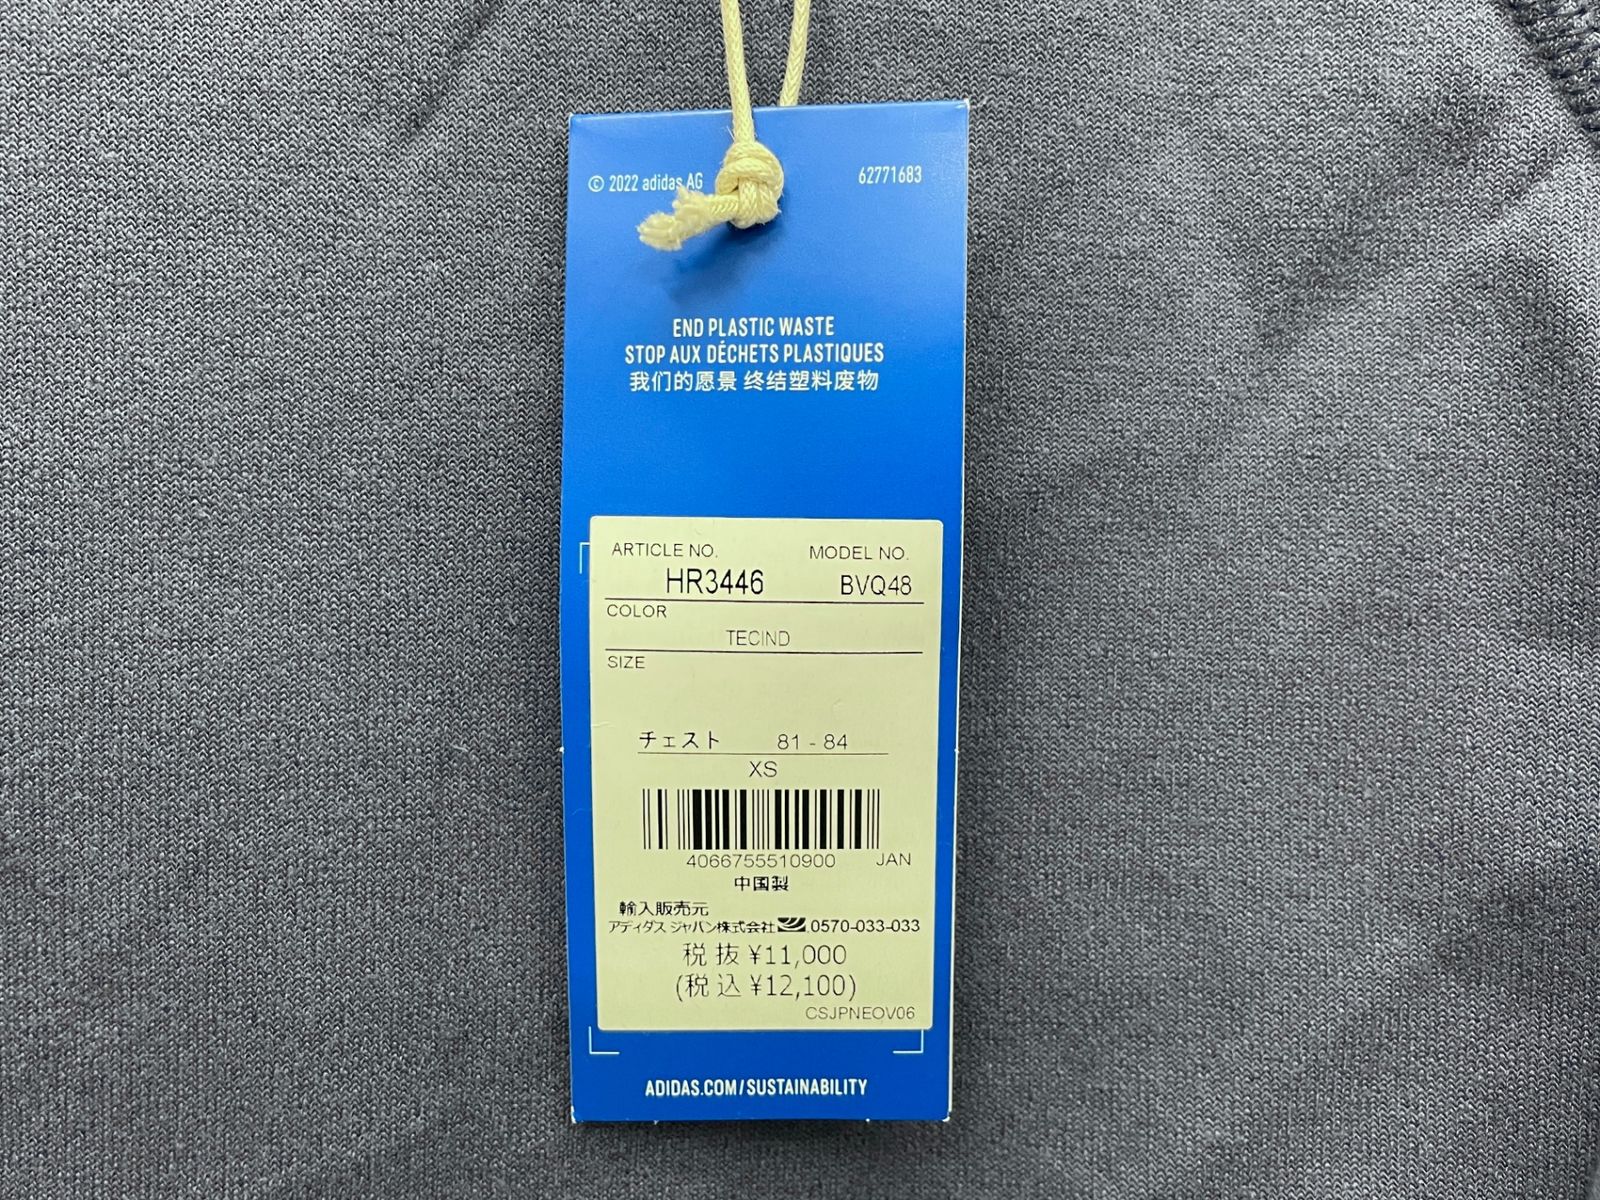 © 2022 adidas AG 62771683
END PLASTIC WASTE
STOP AUX DÉCHETS PLASTIQUES
我们的愿景 终结塑料废物
ARTICLE NO. MODEL NO.
HR3446 BVQ48
COLOR
TECIND
SIZE
チェスト 81 - 84
XS
4066755510900 JAN
中国製
輸入販売元
アディダス ジャパン株式会社 0570-033-033
税抜 ¥11,000
(税込 ¥12,100)
CSJPNEOV06
ADIDAS.COM/SUSTAINABILITY